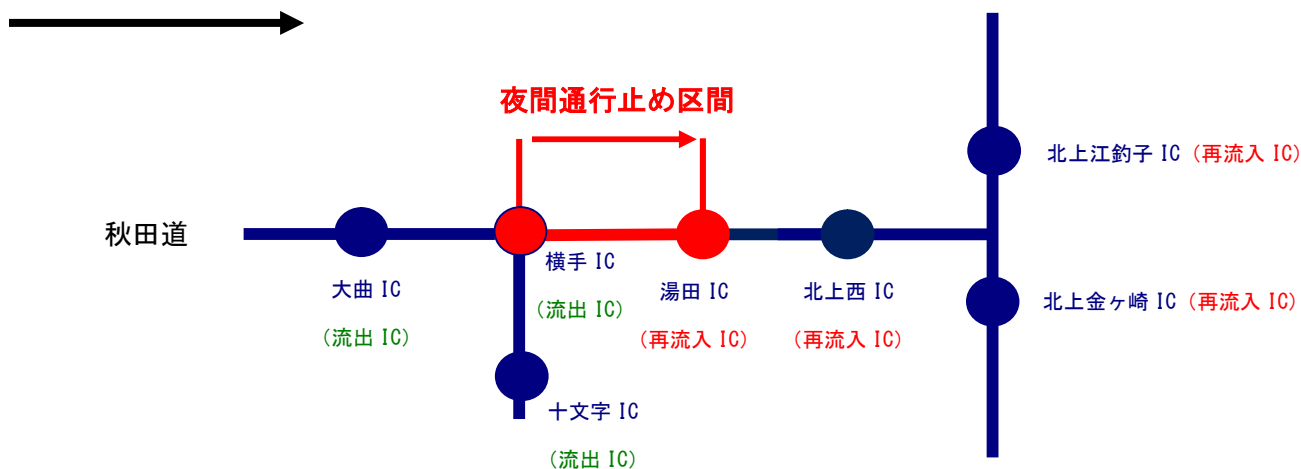 夜間通行止め区間
北上江釣子 IC (再流入 IC)
秋田道
横手 IC
(流出 IC)
大曲 IC
(流出 IC)
湯田 IC
(再流入 IC)
北上西 IC
(再流入 IC)
北上金ヶ崎 IC (再流入 IC)
十文字 IC
(流出 IC)